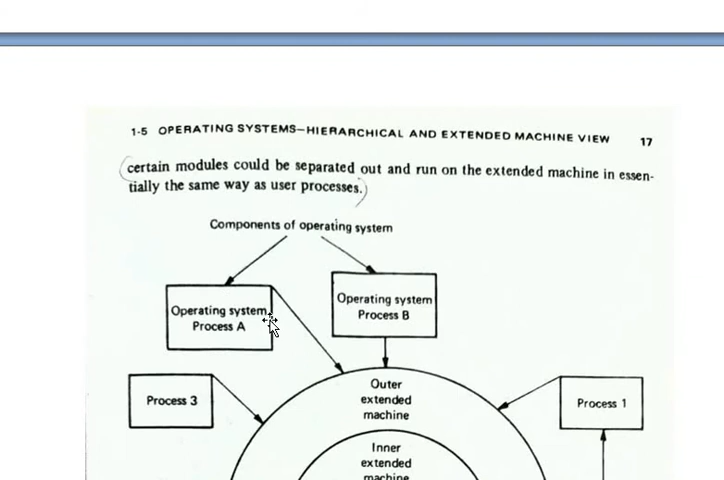 1-5 OPERATING SYSTEMS—HIERARCHICAL AND EXTENDED MACHINE VIEW 17
certain modules could be separated out and run on the extended machine in essen-
tially the same way as user processes.
Components of operating system
Operating system
Process A
Operating system
Process B
Process 3
Outer
extended
machine
Process 1
Inner
extended
machine